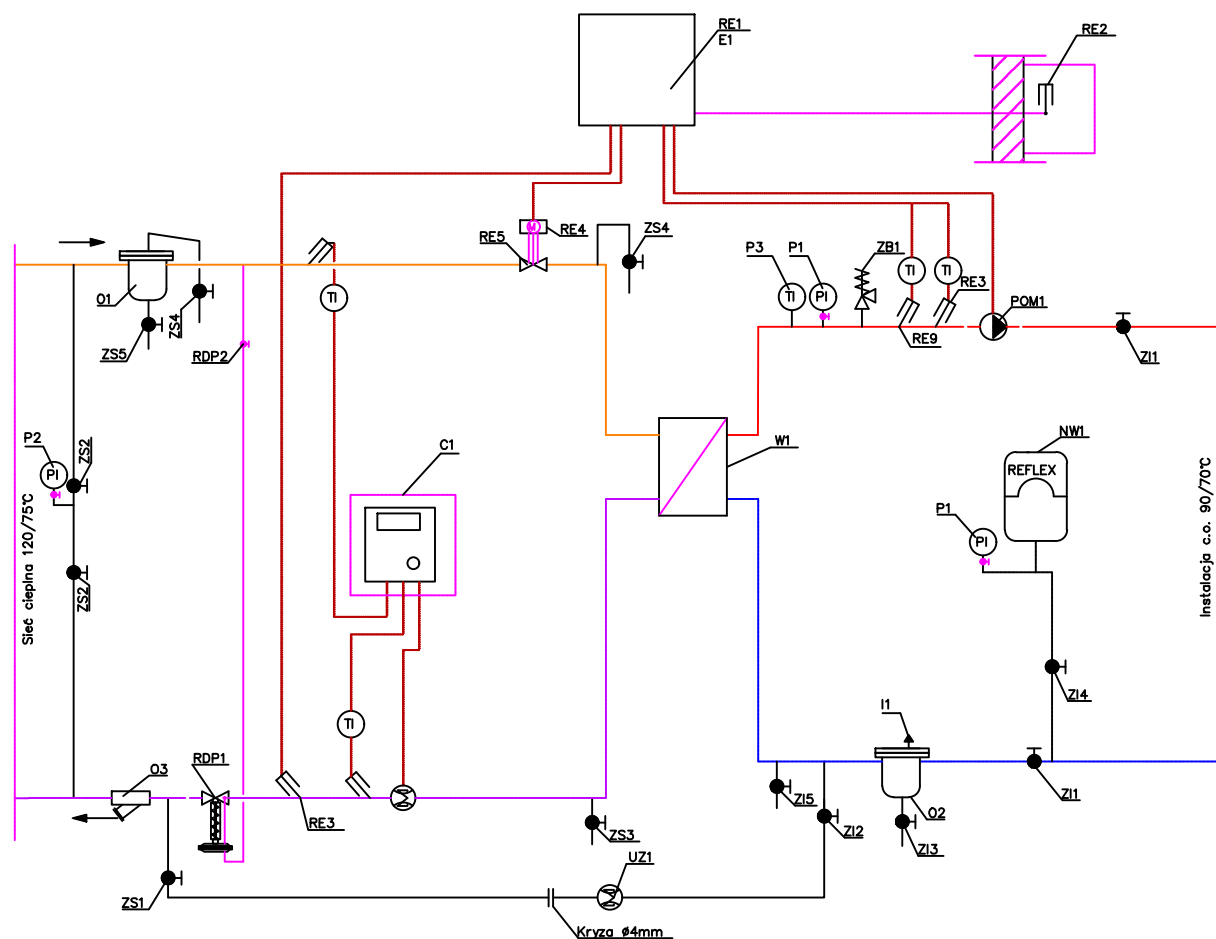 RE1
E1
RE2
RE4
RE5
M
ZS4
P3
P1
ZB1
TI
TI
RE3
POM1
TI
PI
RE9
ZI1
O1
ZS5
ZS4
RDP2
TI
P2
PI
ZS2
ZS2
C1
W1
NW1
REFLEX
P1
PI
Sieć cieplna 120/75°C
Instalacja c.o. 90/70°C
ZI4
I1
TI
RDP1
O3
RE3
ZS3
ZI5
ZI2
O2
ZI3
ZI1
UZ1
ZS1
Kryza ø4mm